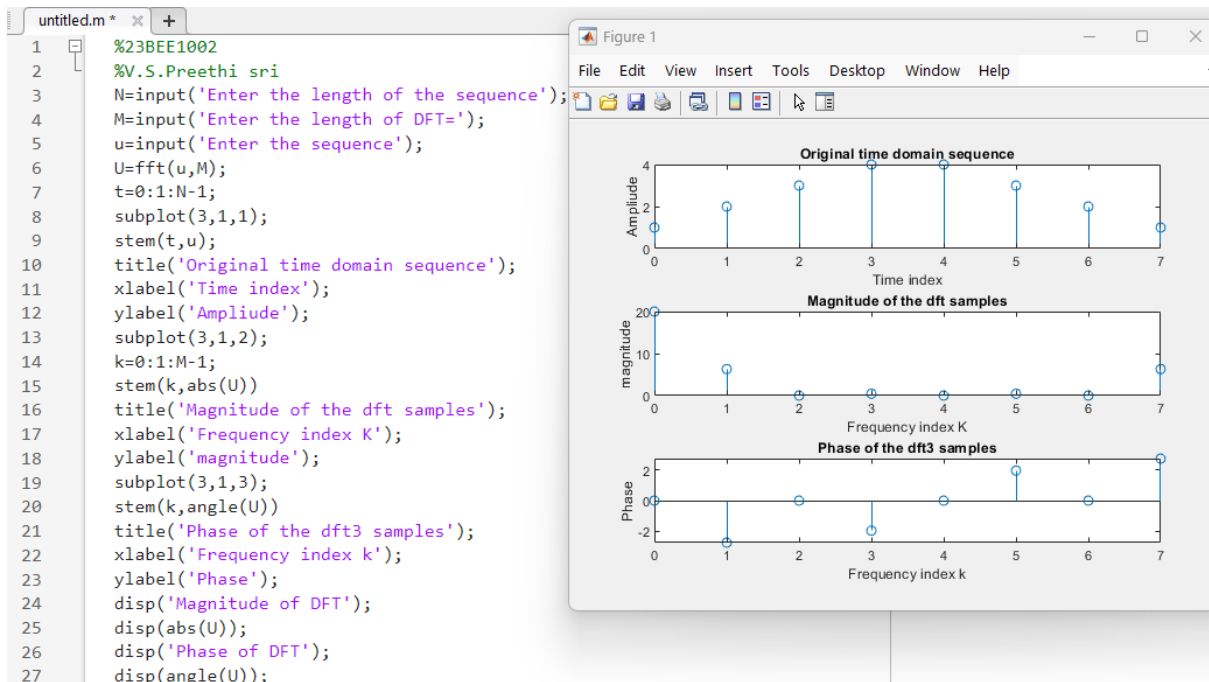 untitled.m *
1 %23BEE1002
2 %V.S.Preethi sri
3 N=input('Enter the length of the sequence');
4 M=input('Enter the length of DFT=');
5 u=input('Enter the sequence');
6 U=fft(u,M);
7 t=0:1:N-1;
8 subplot(3,1,1);
9 stem(t,u);
10 title('Original time domain sequence');
11 xlabel('Time index');
12 ylabel('Ampliude');
13 subplot(3,1,2);
14 k=0:1:M-1;
15 stem(k,abs(U))
16 title('Magnitude of the dft samples');
17 xlabel('Frequency index K');
18 ylabel('magnitude');
19 subplot(3,1,3);
20 stem(k,angle(U))
21 title('Phase of the dft3 samples');
22 xlabel('Frequency index k');
23 ylabel('Phase');
24 disp('Magnitude of DFT');
25 disp(abs(U));
26 disp('Phase of DFT');
27 disp(angle(U));
Figure 1
File Edit View Insert Tools Desktop Window Help
Original time domain sequence
Ampliude
4
2
0
0 1 2 3 4 5 6 7
Time index
Magnitude of the dft samples
magnitude
20
10
0
0 1 2 3 4 5 6 7
Frequency index K
Phase of the dft3 samples
Phase
2
0
-2
0 1 2 3 4 5 6 7
Frequency index k